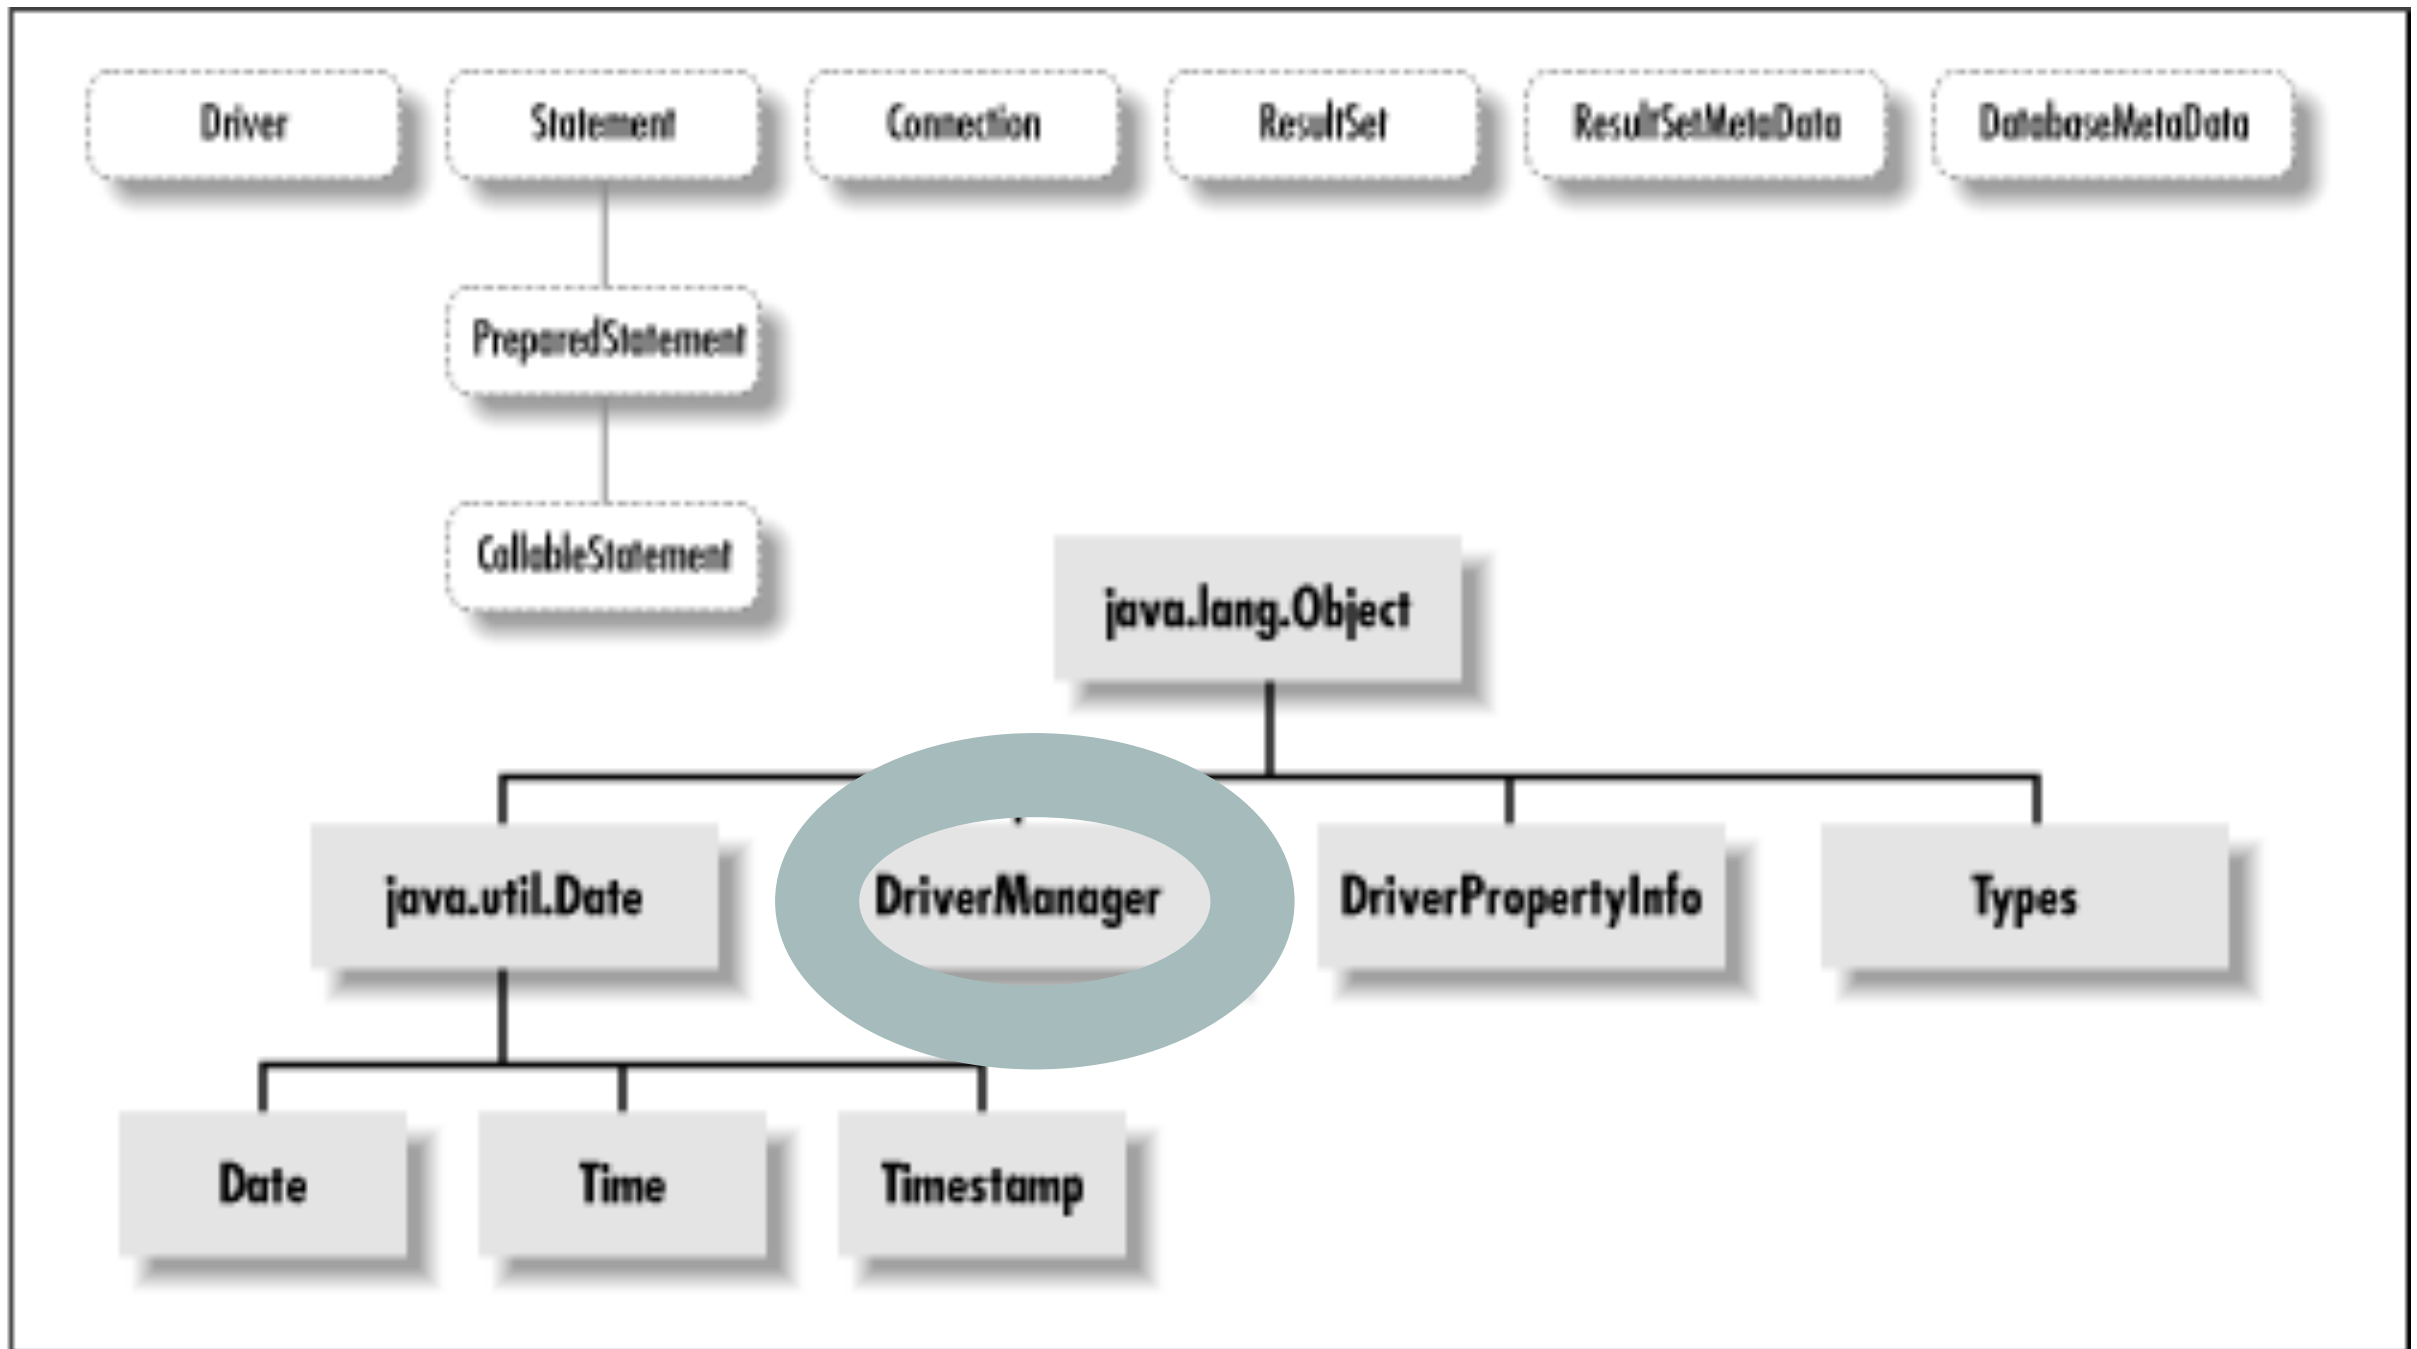 Driver
Statement
Connection
ResultSet
ResultSetMetaData
DatabaseMetaData
PreparedStatement
CallableStatement
java.lang.Object
java.util.Date
DriverManager
DriverPropertyInfo
Types
Date
Time
Timestamp